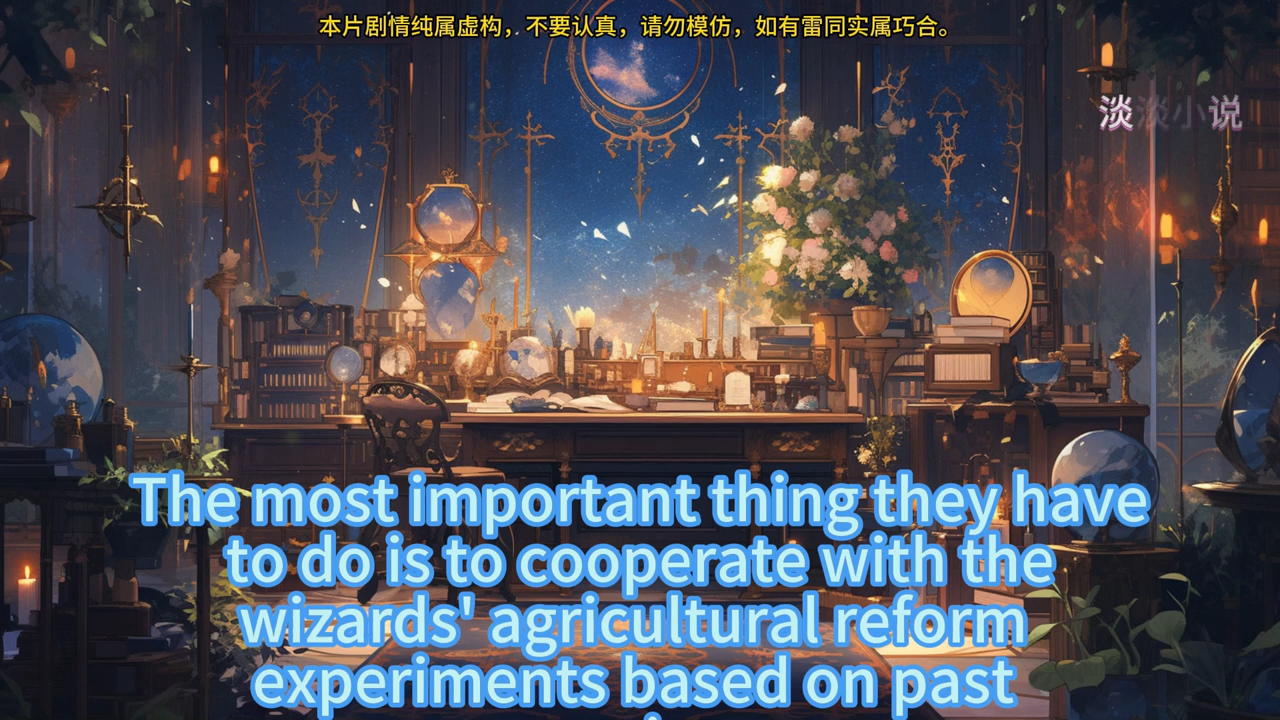 本片剧情纯属虚构，不要认真，请勿模仿，如有雷同实属巧合。
淡淡小说
The most important thing they have
to do is to cooperate with the
wizards' agricultural reform
experiments based on past